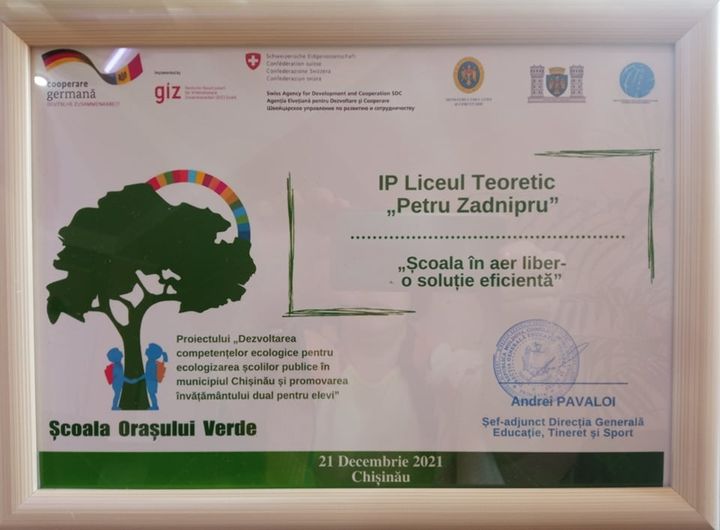 cooperare
germană
DEUTSCHE ZUSAMMENARBEIT
Implementat de
giz
Schweizerische Eidgenossenschaft
Confédération suisse
Confederazione Svizzera
Confederaziun svizra
Swiss Agency for Development and Cooperation SDC
Agenția Elvețiană pentru Dezvoltare și Cooperare
Швейцарское управление по развитию и сотрудничеству
IP Liceul Teoretic
„Petru Zadnipru”
„Școala în aer liber-
o soluție eficientă”
Proiectului „Dezvoltarea
competențelor ecologice pentru
ecologizarea școlilor publice în
municipiul Chișinău și promovarea
învățământului dual pentru elevi”
Școala Orașului Verde
Andrei PAVALOI
Șef-adjunct Direcția Generală
Educație, Tineret și Sport
21 Decembrie 2021
Chișinău